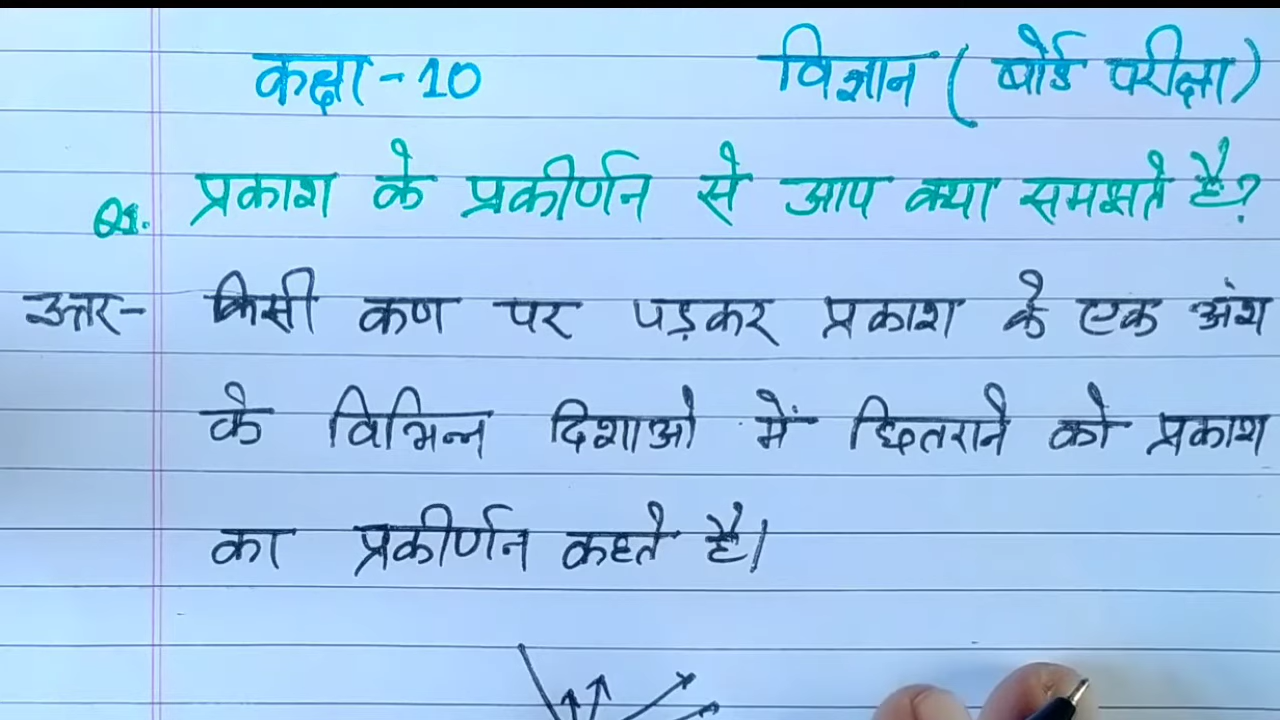 कक्षा-10 विज्ञान ( बोर्ड परीक्षा)
Q1. प्रकाश के प्रकीर्णन से आप क्या समझते है?
उत्तर- किसी कण पर पड़कर प्रकाश के एक अंश
के विभिन्न दिशाओ में छितराने को प्रकाश
का प्रकीर्णन कहते है।